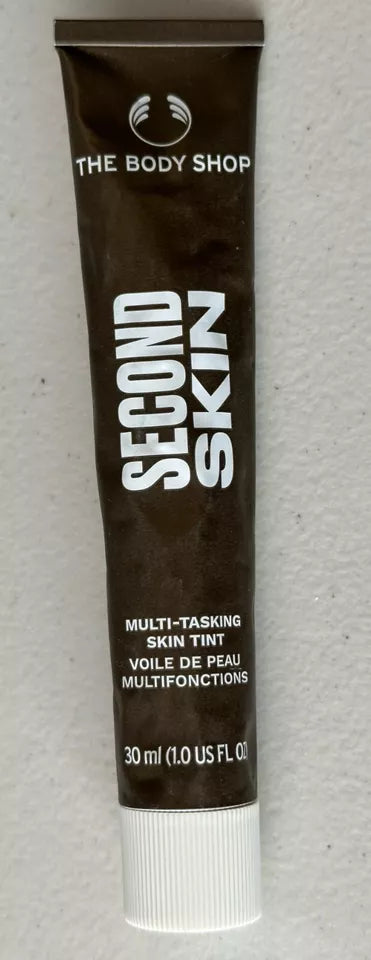 THE BODY SHOP
SECOND
SKIN
MULTI-TASKING
SKIN TINT
VOILE DE PEAU
MULTIFONCTIONS
30 ml (1.0 US FL OZ)